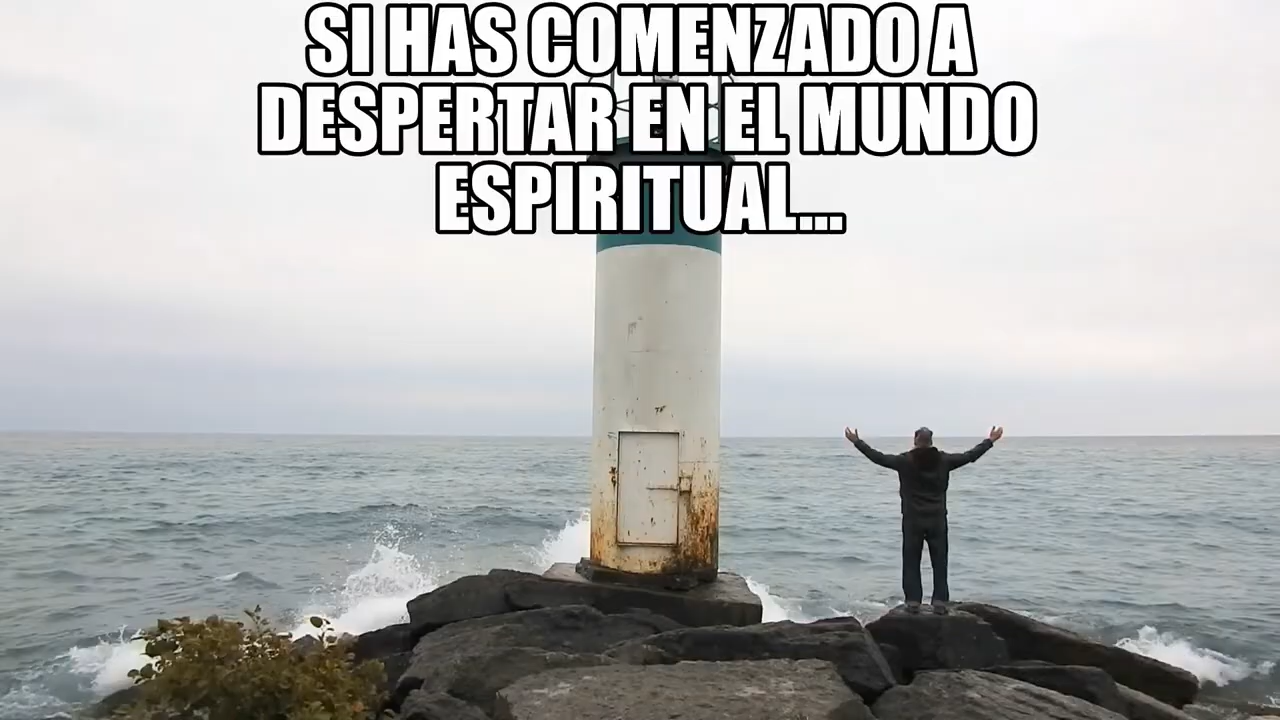 SI HAS COMENZADO A
DESPERTAR EN EL MUNDO
ESPIRITUAL...